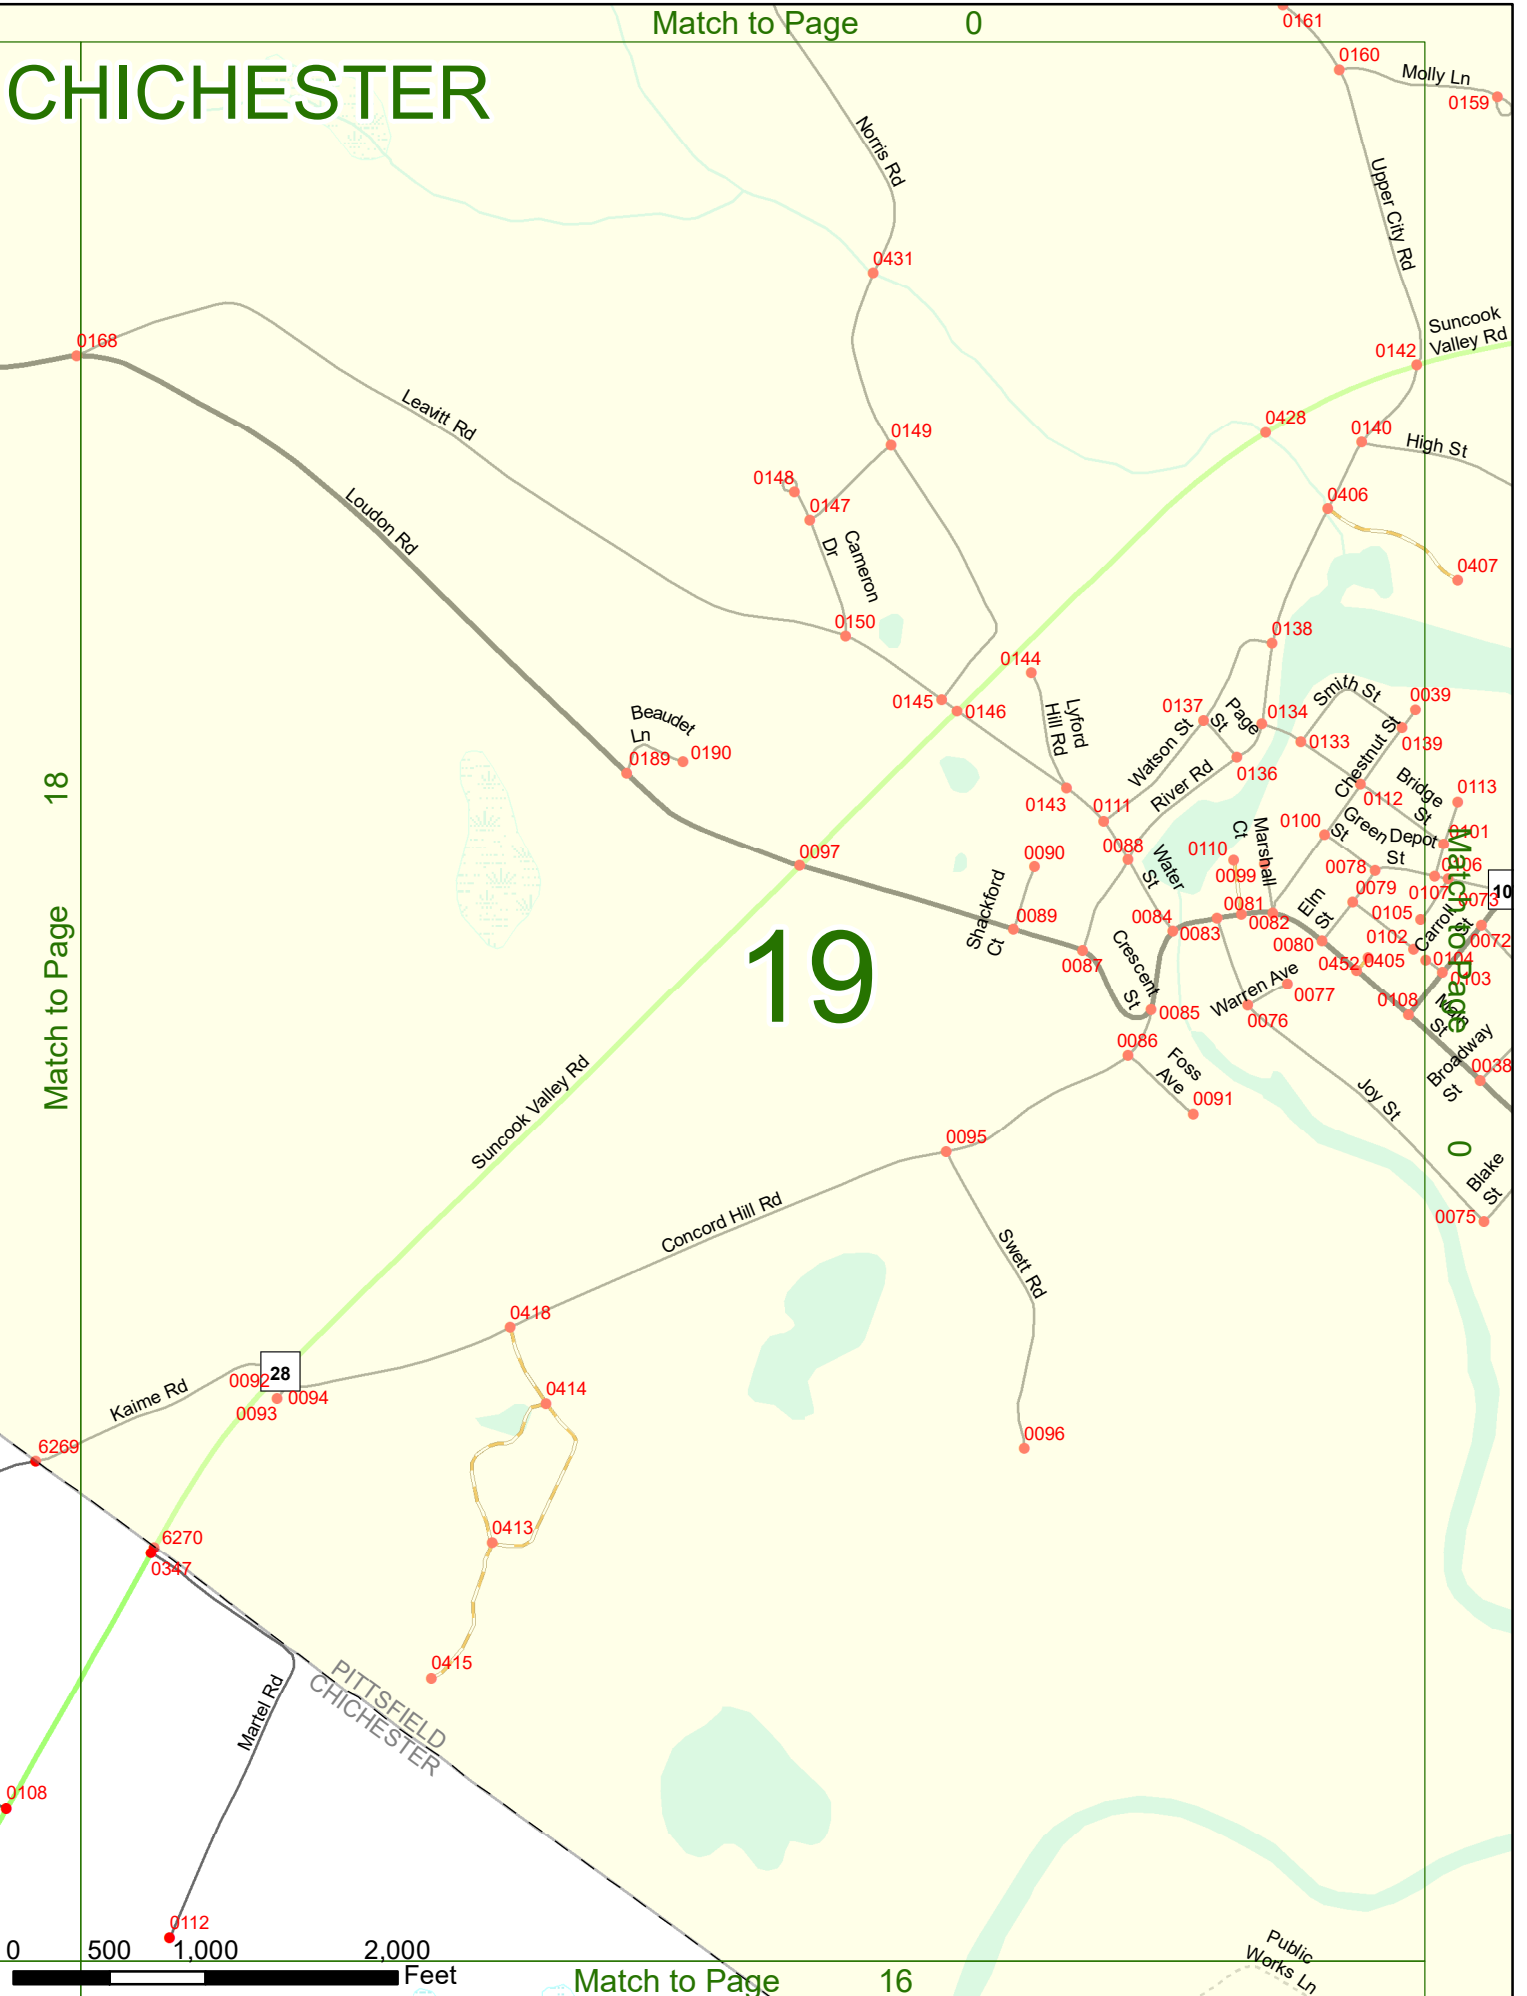 Match to Page 0
CHICHESTER
0161
0160
Molly Ln
0159
Norris Rd
Upper City Rd
0431
Suncook
Valley Rd
0168
0142
Leavitt Rd
0428
0140
High St
0149
0148
0147
0406
Loudon Rd
Cameron
Dr
0407
0150
0138
0144
Smith St
0145
0146
Lyford
Hill Rd
0137
Page
St
0134
0039
Beaudet
Ln
0133
0139
0189
0190
Watson St
River Rd
0136
Chestnut St
Bridge
St
0113
0143
0111
0112
Match to Page 18
0100
Green
St
Depot
St
0101
0097
0090
0088
Water
St
0110
Marshall
Ct
0099
0078
0106
Match to Page 0
10
0079
0107
0073
Shackford
Ct
0089
0084
0083
0081
0082
Elm
St
0105
Carroll
St
0072
0080
0102
19
0087
Crescent
St
0452
0405
0104
0103
Warren Ave
0077
0085
0076
0108
Main
St
0086
Foss
Ave
Broadway
St
0038
Suncook Valley Rd
0091
Joy St
0095
Blake
St
0075
Concord Hill Rd
Swett Rd
0418
28
0092
0094
0093
Kaime Rd
0414
0096
6269
0413
6270
0347
0415
PITTSFIELD
CHICHESTER
Martel Rd
0108
0112
0 500 1,000 2,000
Feet
Match to Page 16
Public
Works Ln